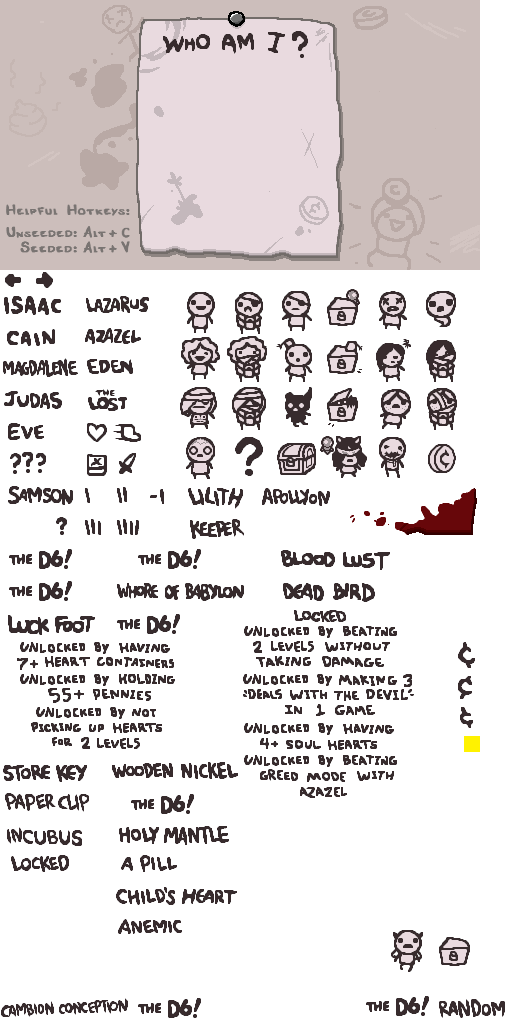 WHO AM I?
HELPFUL HOTKEYS:
UNSEEDED: ALT + C
SEEDED: ALT + V
ISAAC LAZARUS
CAIN AZAZEL
MAGDALENE EDEN
JUDAS THE LOST
EVE
???
?
SAMSON I II -I LILITH APOLLYON
? III IIII KEEPER
THE D6! THE D6! BLOOD LUST
THE D6! WHORE OF BABYLON DEAD BIRD
LUCK FOOT THE D6!
UNLOCKED BY HAVING
7+ HEART CONTAINERS
UNLOCKED BY HOLDING
55+ PENNIES
UNLOCKED BY NOT
PICKING UP HEARTS
FOR 2 LEVELS
LOCKED
UNLOCKED BY BEATING
2 LEVELS WITHOUT
TAKING DAMAGE
UNLOCKED BY MAKING 3
"DEALS WITH THE DEVIL"
IN 1 GAME
UNLOCKED BY HAVING
4+ SOUL HEARTS
UNLOCKED BY BEATING
GREED MODE WITH
AZAZEL
¢
¢
¢
STORE KEY WOODEN NICKEL
PAPER CLIP THE D6!
INCUBUS HOLY MANTLE
LOCKED A PILL
CHILD'S HEART
ANEMIC
CAMBION CONCEPTION THE D6! THE D6! RANDOM